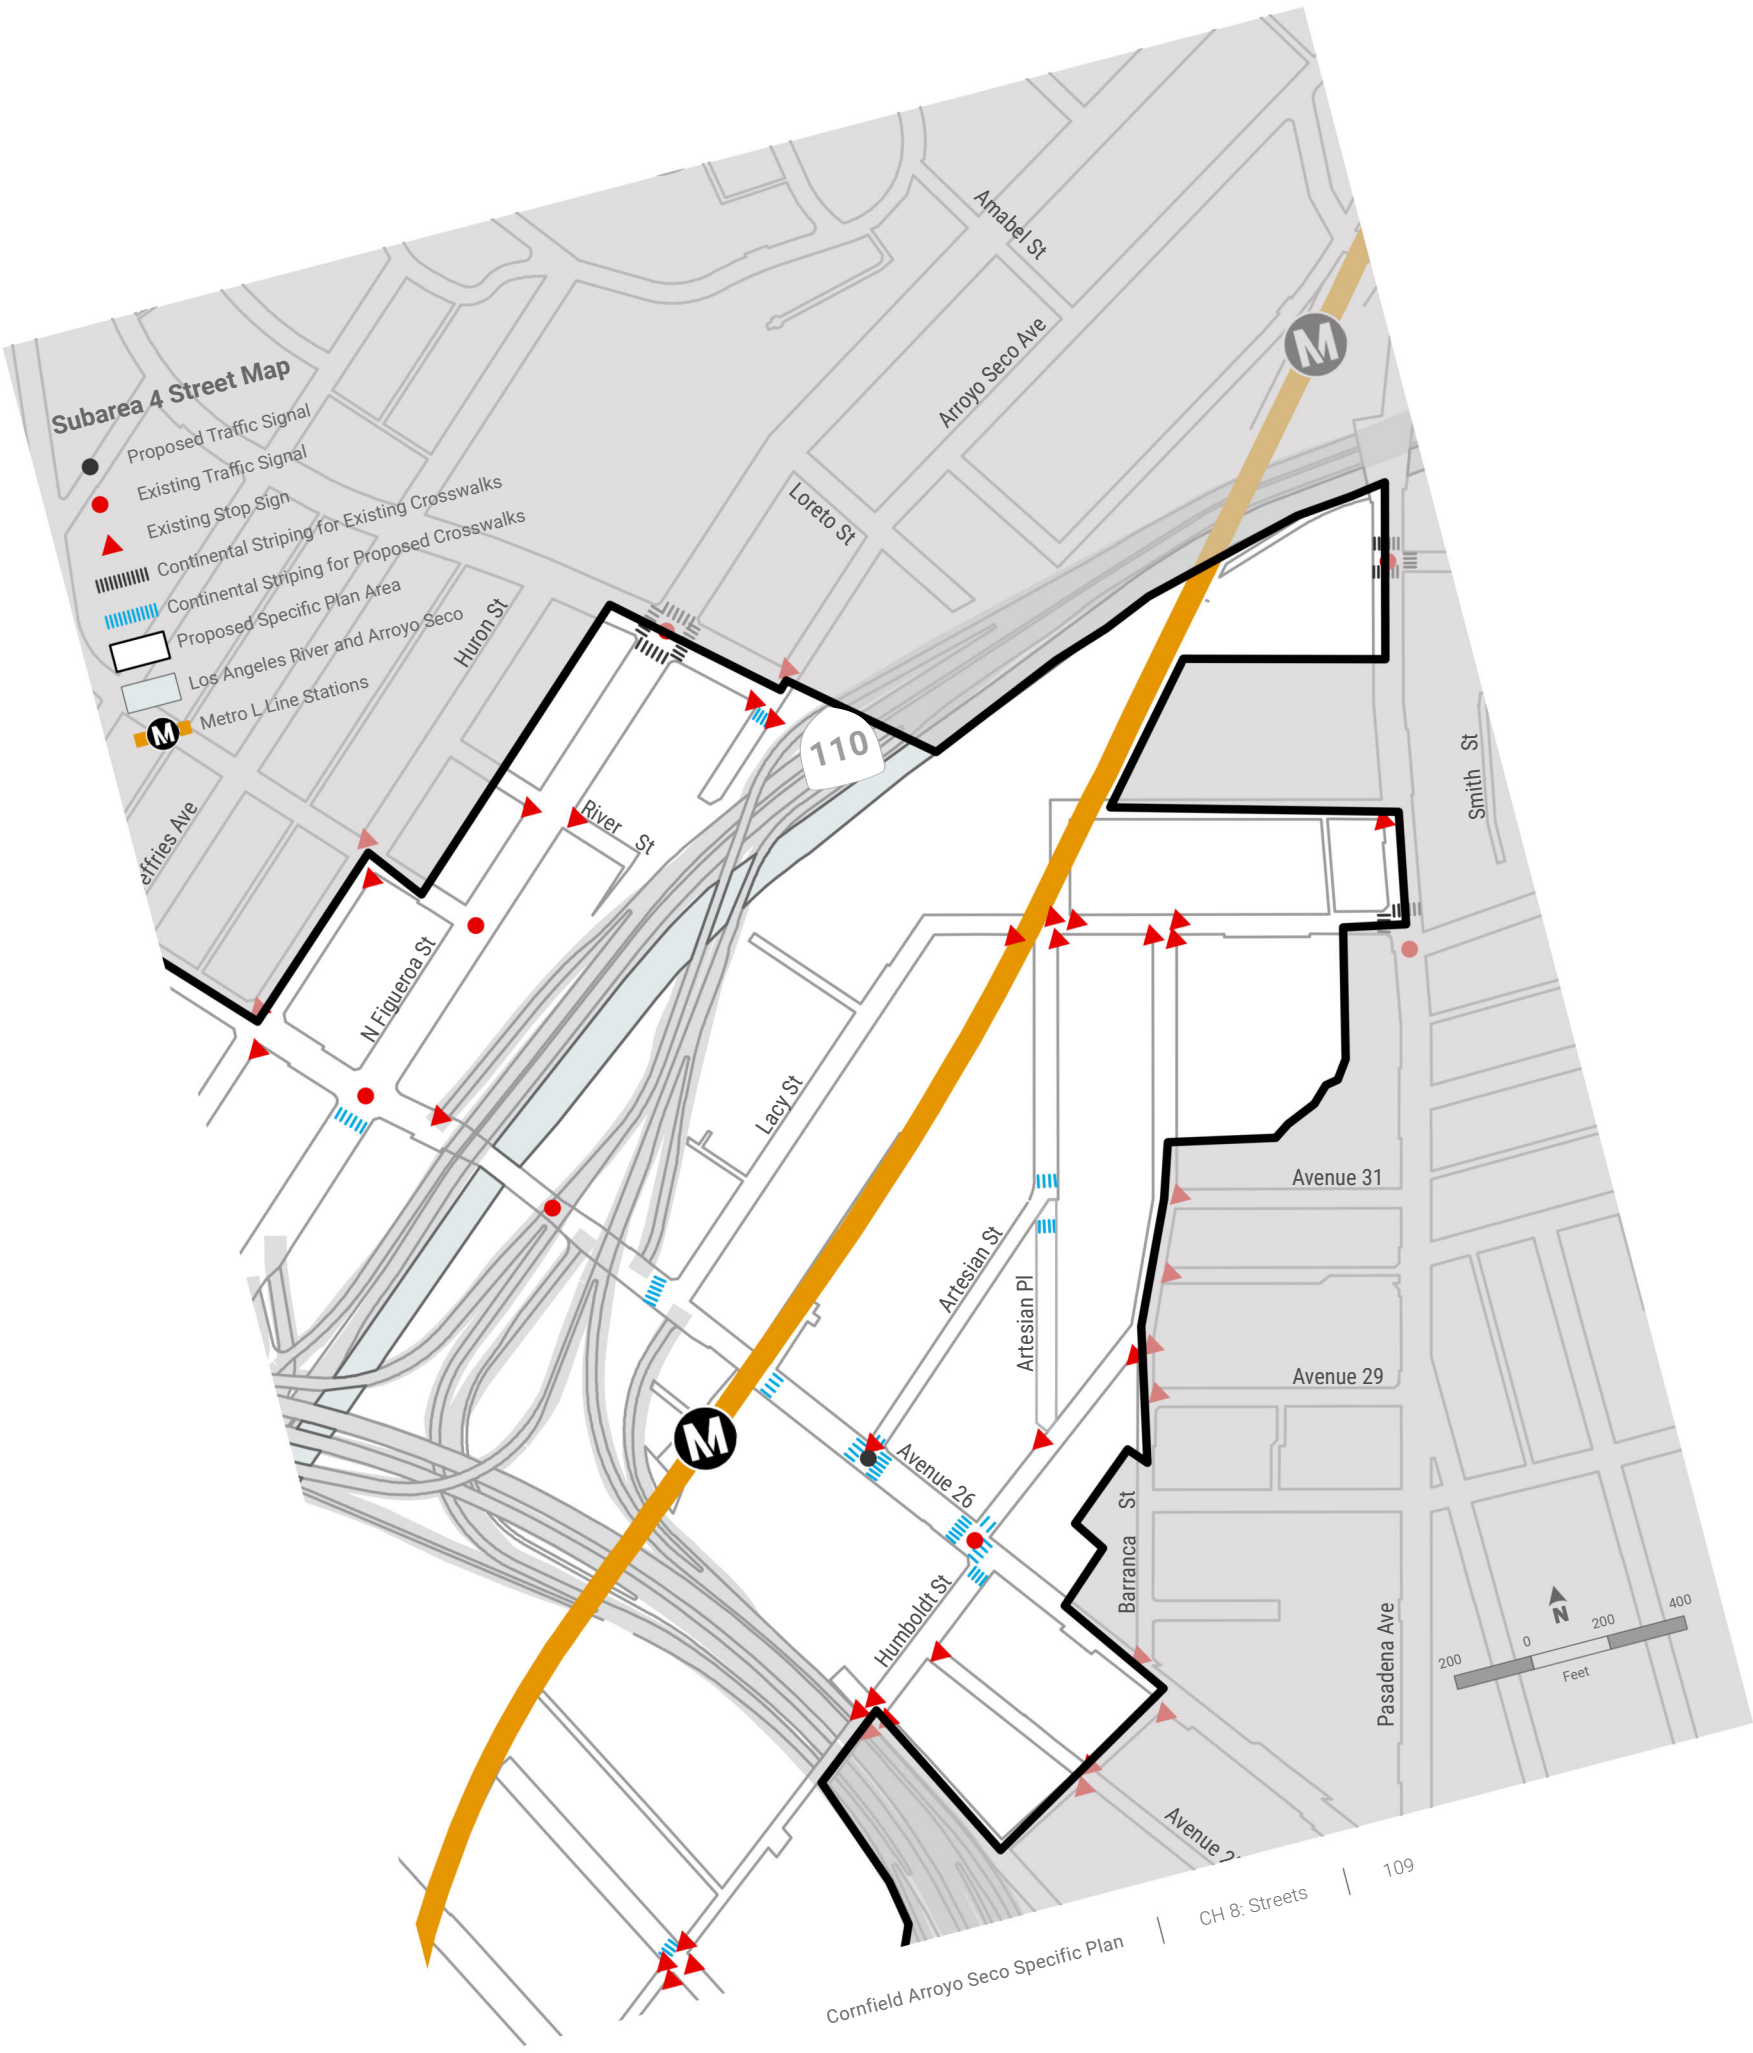 Amabel St
Arroyo Seco Ave
M
Subarea 4 Street Map
Proposed Traffic Signal
Existing Traffic Signal
Existing Stop Sign
Continental Striping for Existing Crosswalks
Continental Striping for Proposed Crosswalks
Proposed Specific Plan Area
Los Angeles River and Arroyo Seco
M Metro L Line Stations
Loreto St
Huron St
110
Smith St
River St
effries Ave
N Figueroa St
Lacy St
Avenue 31
Artesian St
Artesian Pl
Avenue 29
M
Avenue 26
Barranca St
Humboldt St
Pasadena Ave
N
200 0 200 400
Feet
Avenue
Cornfield Arroyo Seco Specific Plan | CH 8: Streets | 109